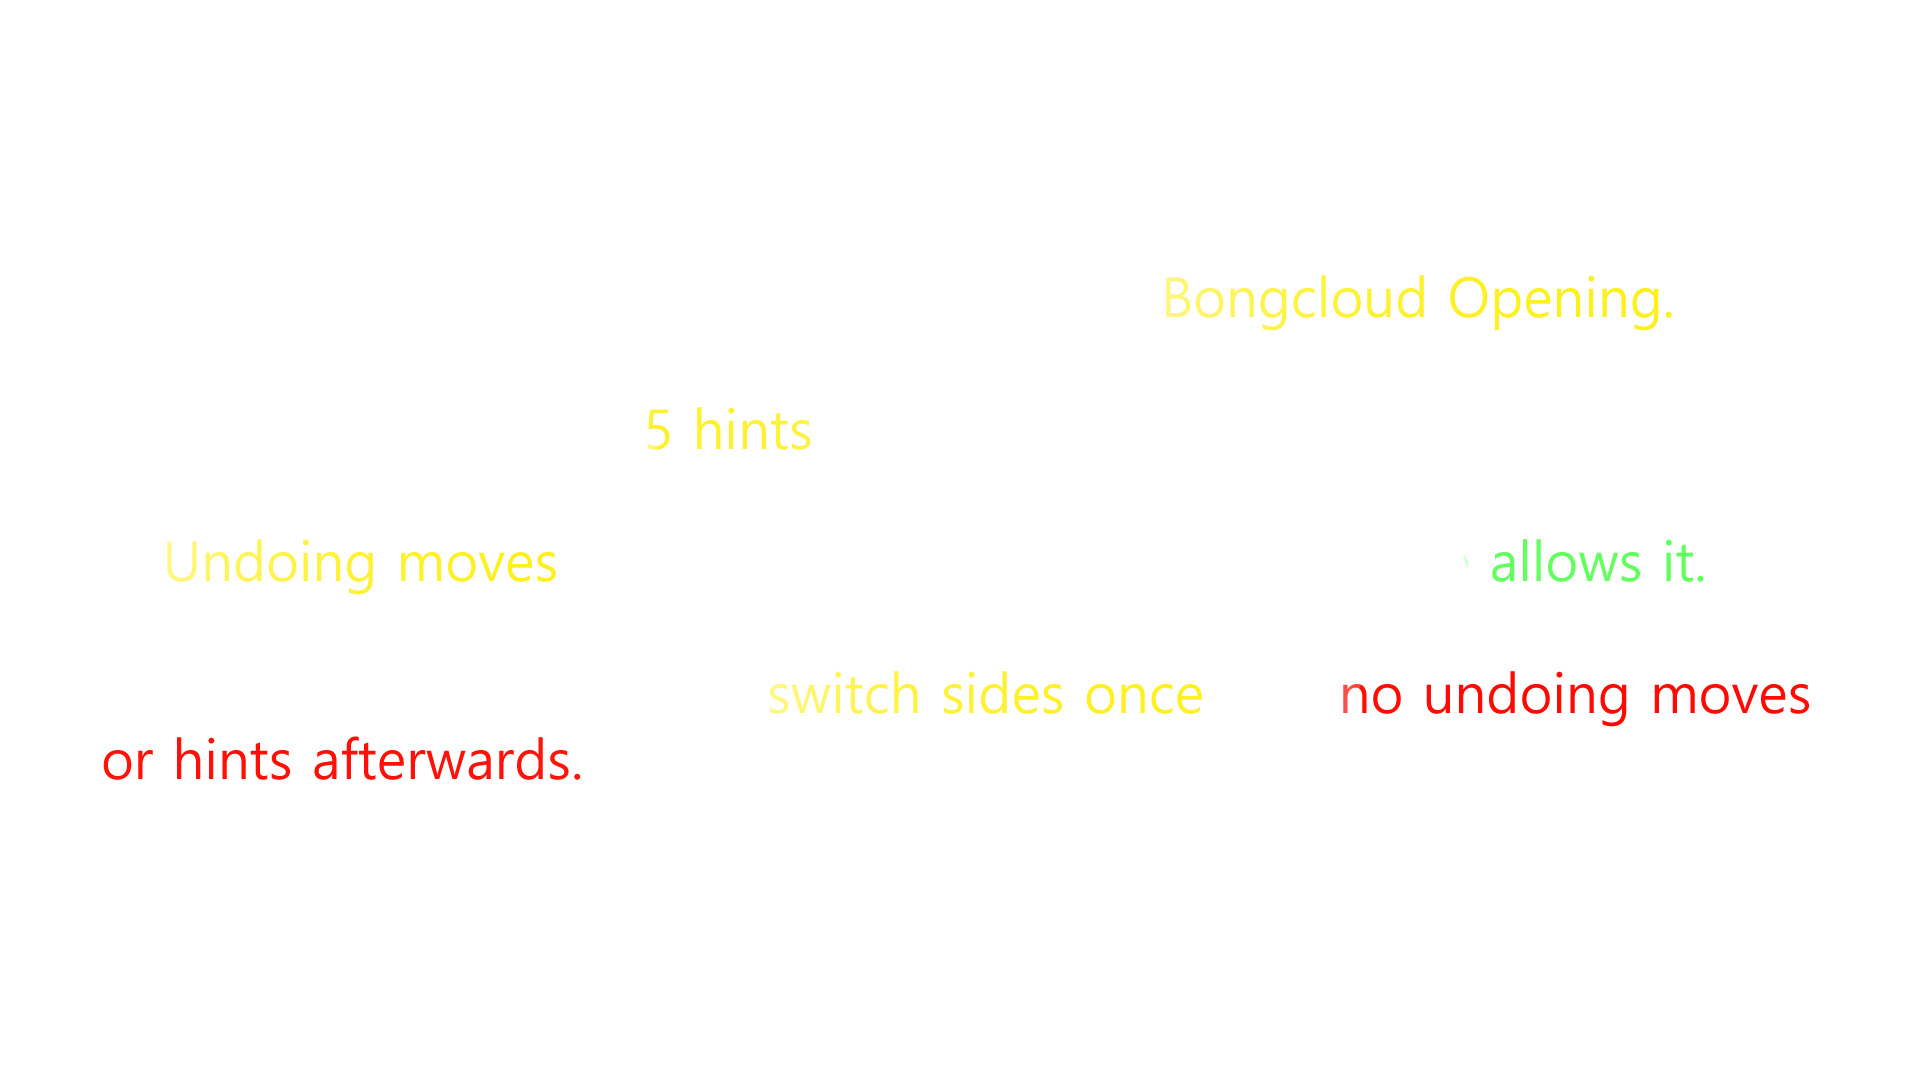 Bongcloud Opening.
5 hints
Undoing moves allows it.
switch sides once no undoing moves
or hints afterwards.